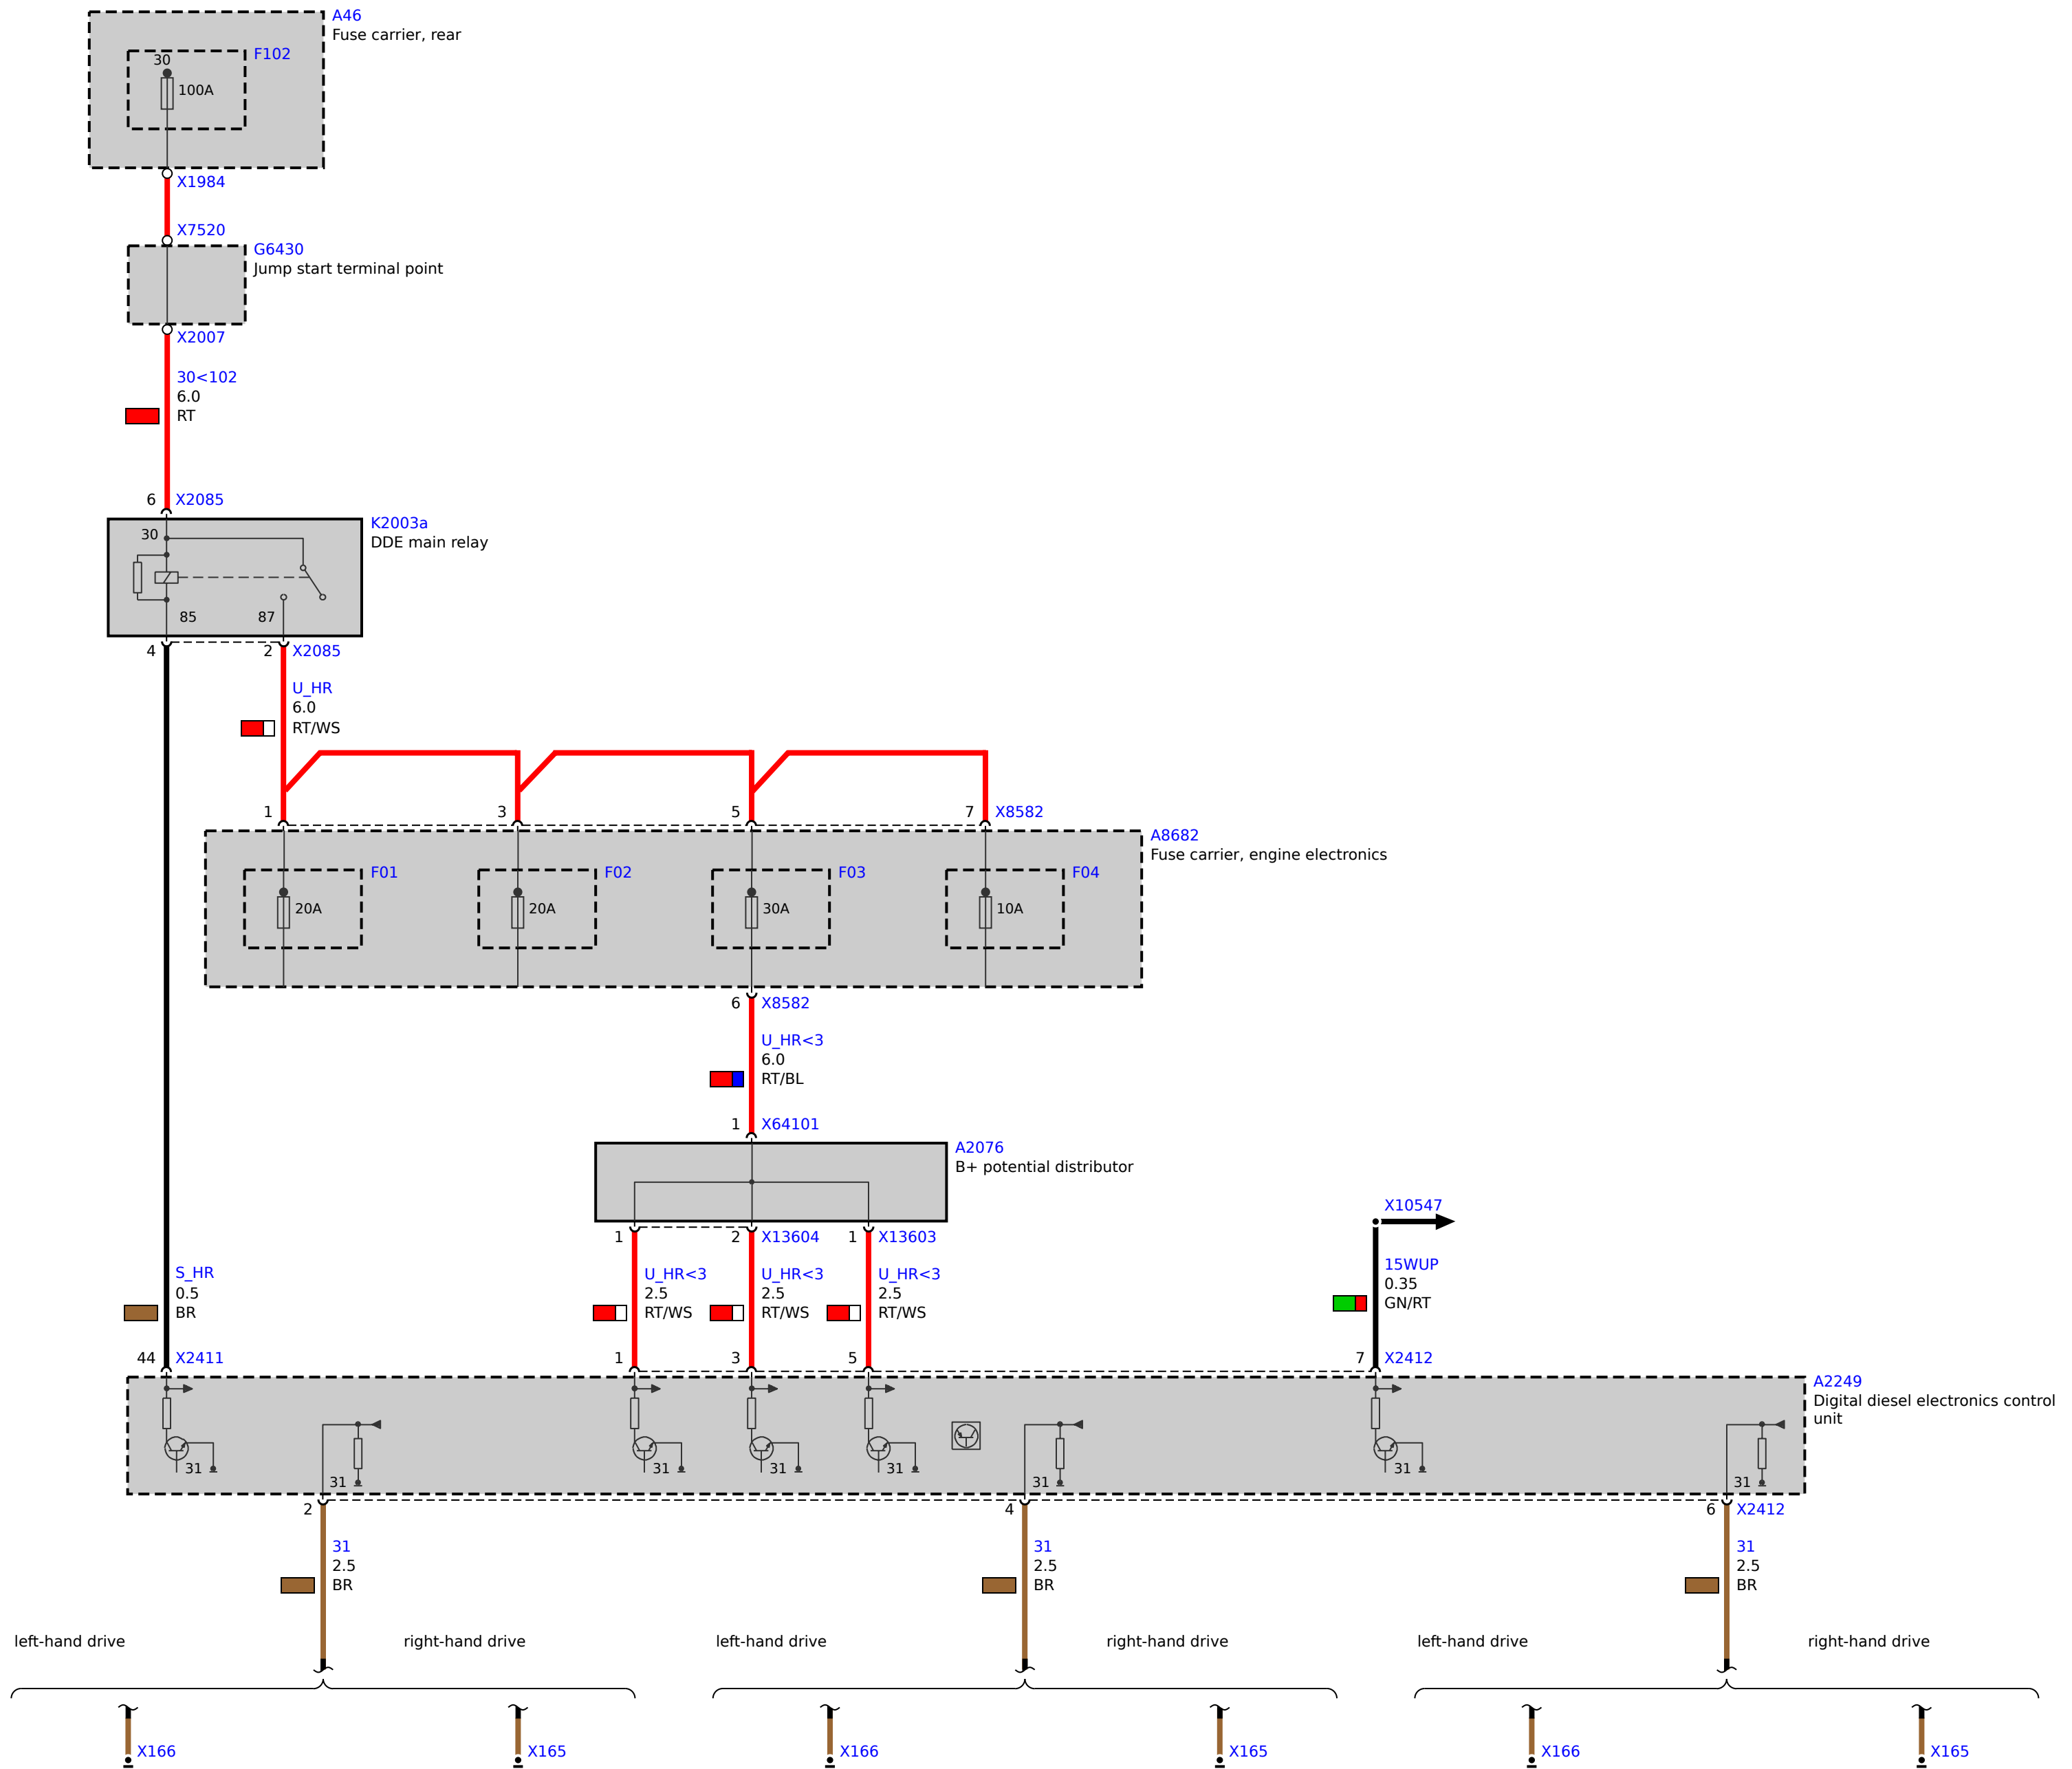 A46
Fuse carrier, rear
F102
30
100A
X1984
X7520
G6430
Jump start terminal point
X2007
30<102
6.0
RT
6 X2085
K2003a
DDE main relay
30
85 87
4 2 X2085
U_HR
6.0
RT/WS
1 3 5 7 X8582
A8682
Fuse carrier, engine electronics
F01 F02 F03 F04
20A 20A 30A 10A
6 X8582
U_HR<3
6.0
RT/BL
1 X64101
A2076
B+ potential distributor
1 2 X13604 1 X13603
X10547
S_HR
0.5
BR
U_HR<3
2.5
RT/WS
U_HR<3
2.5
RT/WS
U_HR<3
2.5
RT/WS
15WUP
0.35
GN/RT
44 X2411 1 3 5 7 X2412
A2249
Digital diesel electronics control
unit
31 31 31 31 31
31 31 31
2 4 6 X2412
31
2.5
BR
31
2.5
BR
31
2.5
BR
left-hand drive right-hand drive left-hand drive right-hand drive left-hand drive right-hand drive
X166 X165 X166 X165 X166 X165